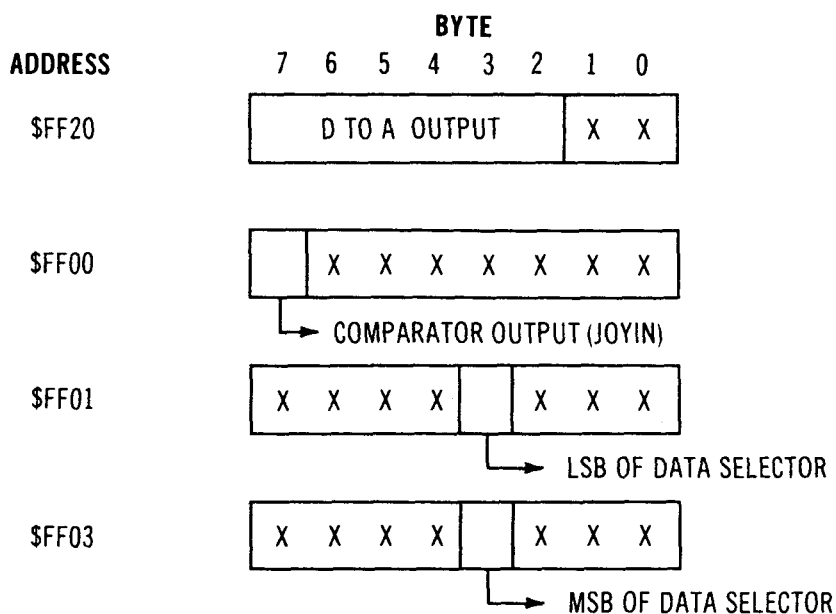 BYTE
ADDRESS 7 6 5 4 3 2 1 0
$FF20 D TO A OUTPUT X X
$FF00 X X X X X X X
COMPARATOR OUTPUT (JOYIN)
$FF01 X X X X X X X
LSB OF DATA SELECTOR
$FF03 X X X X X X X
MSB OF DATA SELECTOR